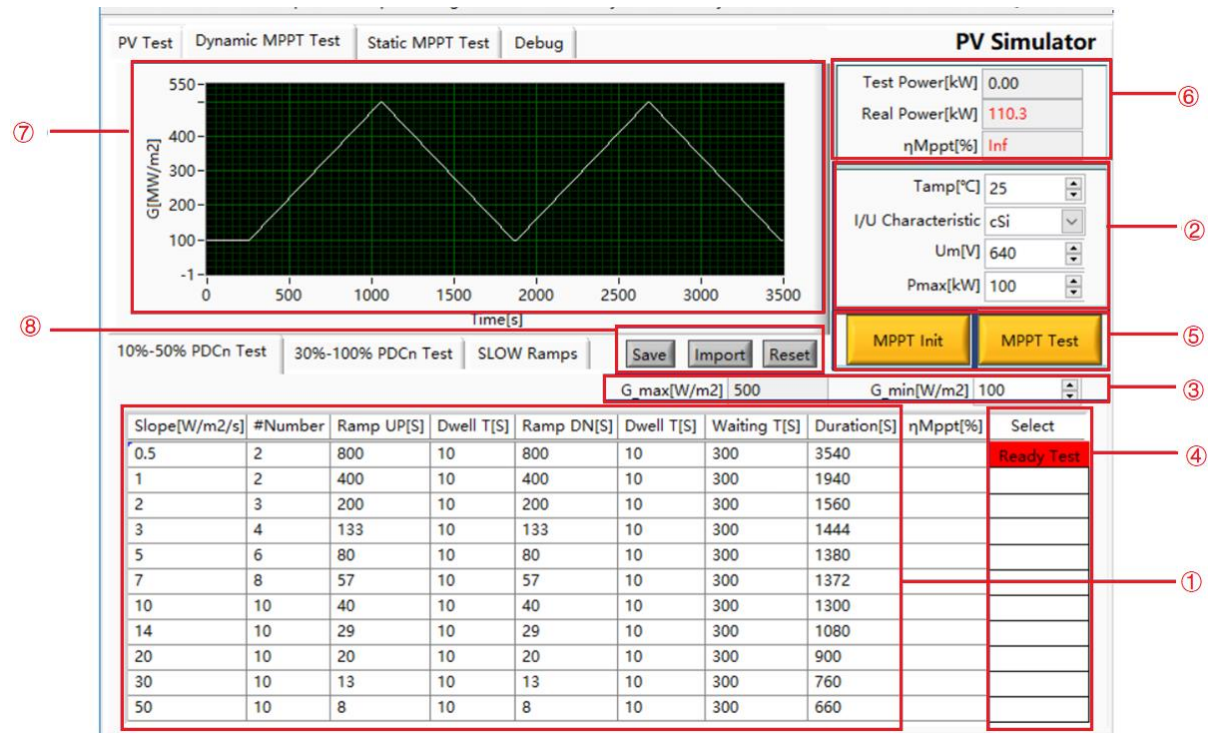 PV Test Dynamic MPPT Test Static MPPT Test Debug PV Simulator
550
400
300
200
100
-1
G[MW/m2]
0 500 1000 1500 2000 2500 3000 3500
Time[s]
⑦
Test Power[kW] 0.00
Real Power[kW] 110.3
ηMppt[%] Inf
⑥
Tamp[℃] 25
I/U Characteristic cSi
Um[V] 640
Pmax[kW] 100
②
MPPT Init MPPT Test
⑤
⑧
10%-50% PDCn Test 30%-100% PDCn Test SLOW Ramps Save Import Reset
G_max[W/m2] 500 G_min[W/m2] 100
③
Slope[W/m2/s] #Number Ramp UP[S] Dwell T[S] Ramp DN[S] Dwell T[S] Waiting T[S] Duration[S] ηMppt[%] Select
0.5 2 800 10 800 10 300 3540 Ready Test
④
1 2 400 10 400 10 300 1940
2 3 200 10 200 10 300 1560
3 4 133 10 133 10 300 1444
5 6 80 10 80 10 300 1380
7 8 57 10 57 10 300 1372
①
10 10 40 10 40 10 300 1300
14 10 29 10 29 10 300 1080
20 10 20 10 20 10 300 900
30 10 13 10 13 10 300 760
50 10 8 10 8 10 300 660